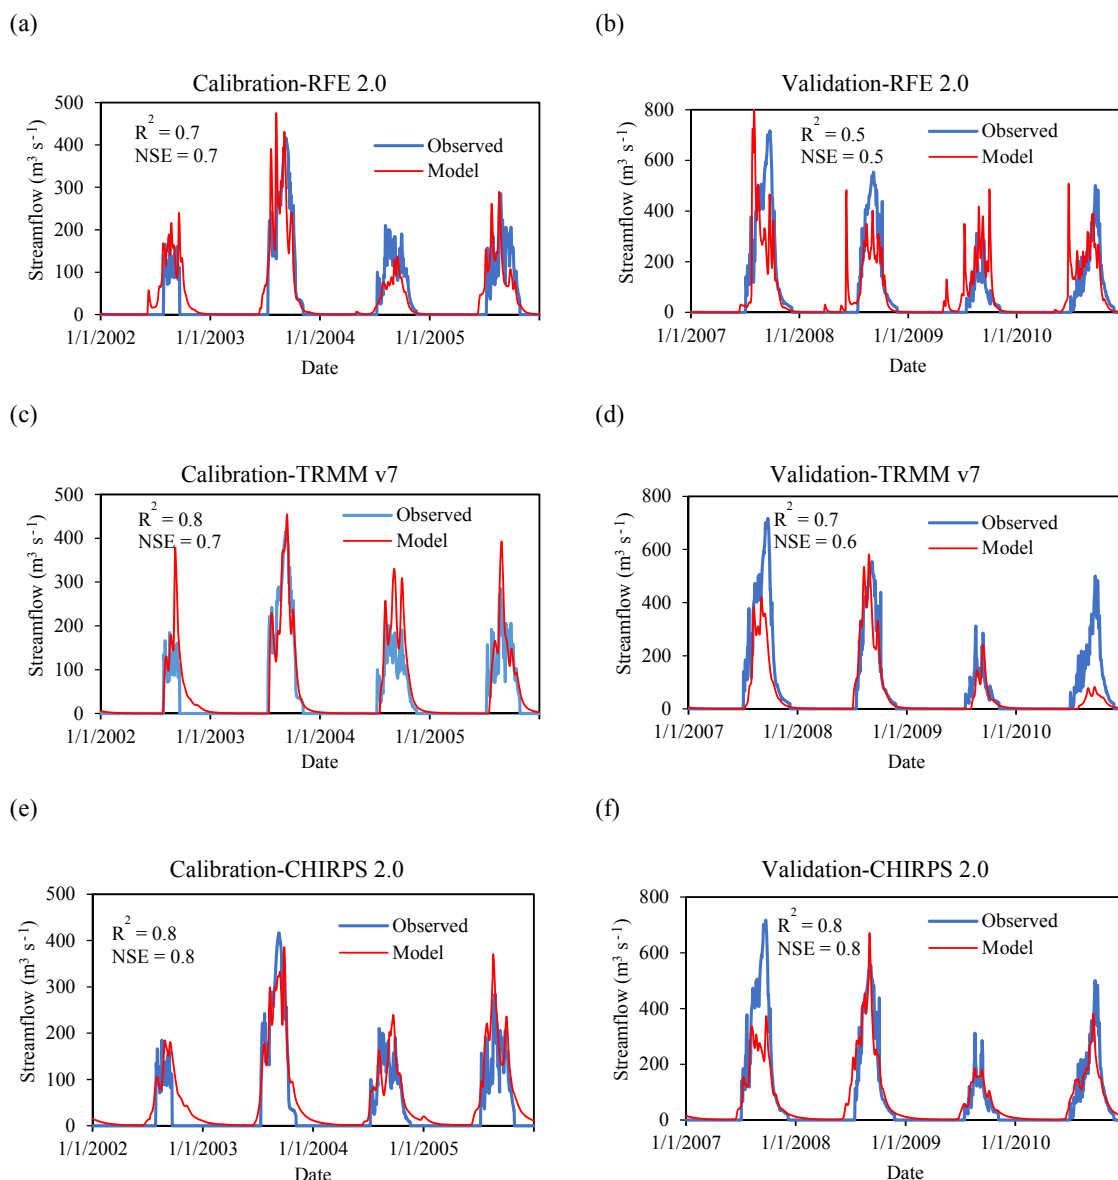 (a)
(b)
Calibration-RFE 2.0
Validation-RFE 2.0
Streamflow (m³ s⁻¹)
500
400
300
200
100
0
R² = 0.7
NSE = 0.7
Observed
Model
1/1/2002
1/1/2003
1/1/2004
1/1/2005
Date
Streamflow (m³ s⁻¹)
800
600
400
200
0
R² = 0.5
NSE = 0.5
Observed
Model
1/1/2007
1/1/2008
1/1/2009
1/1/2010
Date
(c)
(d)
Calibration-TRMM v7
Validation-TRMM v7
Streamflow (m³ s⁻¹)
500
400
300
200
100
0
R² = 0.8
NSE = 0.7
Observed
Model
1/1/2002
1/1/2003
1/1/2004
1/1/2005
Date
Streamflow (m³ s⁻¹)
800
600
400
200
0
R² = 0.7
NSE = 0.6
Observed
Model
1/1/2007
1/1/2008
1/1/2009
1/1/2010
Date
(e)
(f)
Calibration-CHIRPS 2.0
Validation-CHIRPS 2.0
Streamflow (m³ s⁻¹)
500
400
300
200
100
0
R² = 0.8
NSE = 0.8
Observed
Model
1/1/2002
1/1/2003
1/1/2004
1/1/2005
Date
Streamflow (m³ s⁻¹)
800
600
400
200
0
R² = 0.8
NSE = 0.8
Observed
Model
1/1/2007
1/1/2008
1/1/2009
1/1/2010
Date